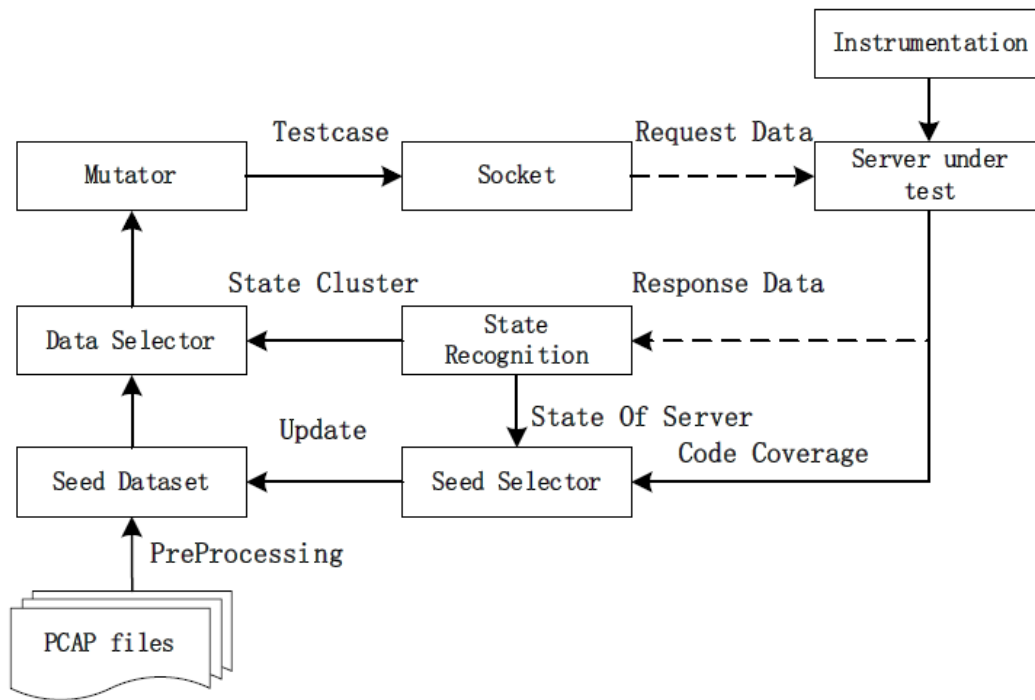 Instrumentation
Testcase
Request Data
Mutator
Socket
Server under
test
State Cluster
Response Data
Data Selector
State
Recognition
State Of Server
Update
Code Coverage
Seed Dataset
Seed Selector
PreProcessing
PCAP files